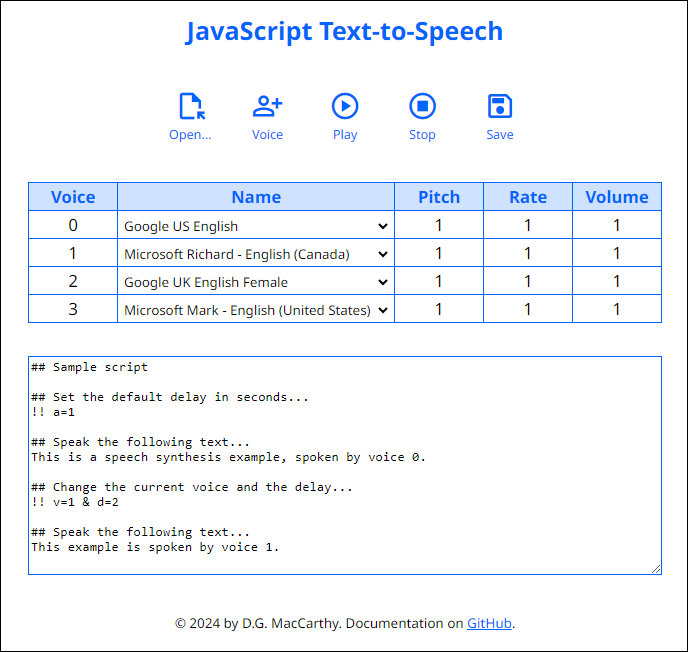 JavaScript Text-to-Speech
Open... Voice Play Stop Save
Voice Name Pitch Rate Volume
0 Google US English 1 1 1
1 Microsoft Richard - English (Canada) 1 1 1
2 Google UK English Female 1 1 1
3 Microsoft Mark - English (United States) 1 1 1
## Sample script
## Set the default delay in seconds...
!! a=1
## Speak the following text...
This is a speech synthesis example, spoken by voice 0.
## Change the current voice and the delay...
!! v=1 & d=2
## Speak the following text...
This example is spoken by voice 1.
© 2024 by D.G. MacCarthy. Documentation on GitHub.